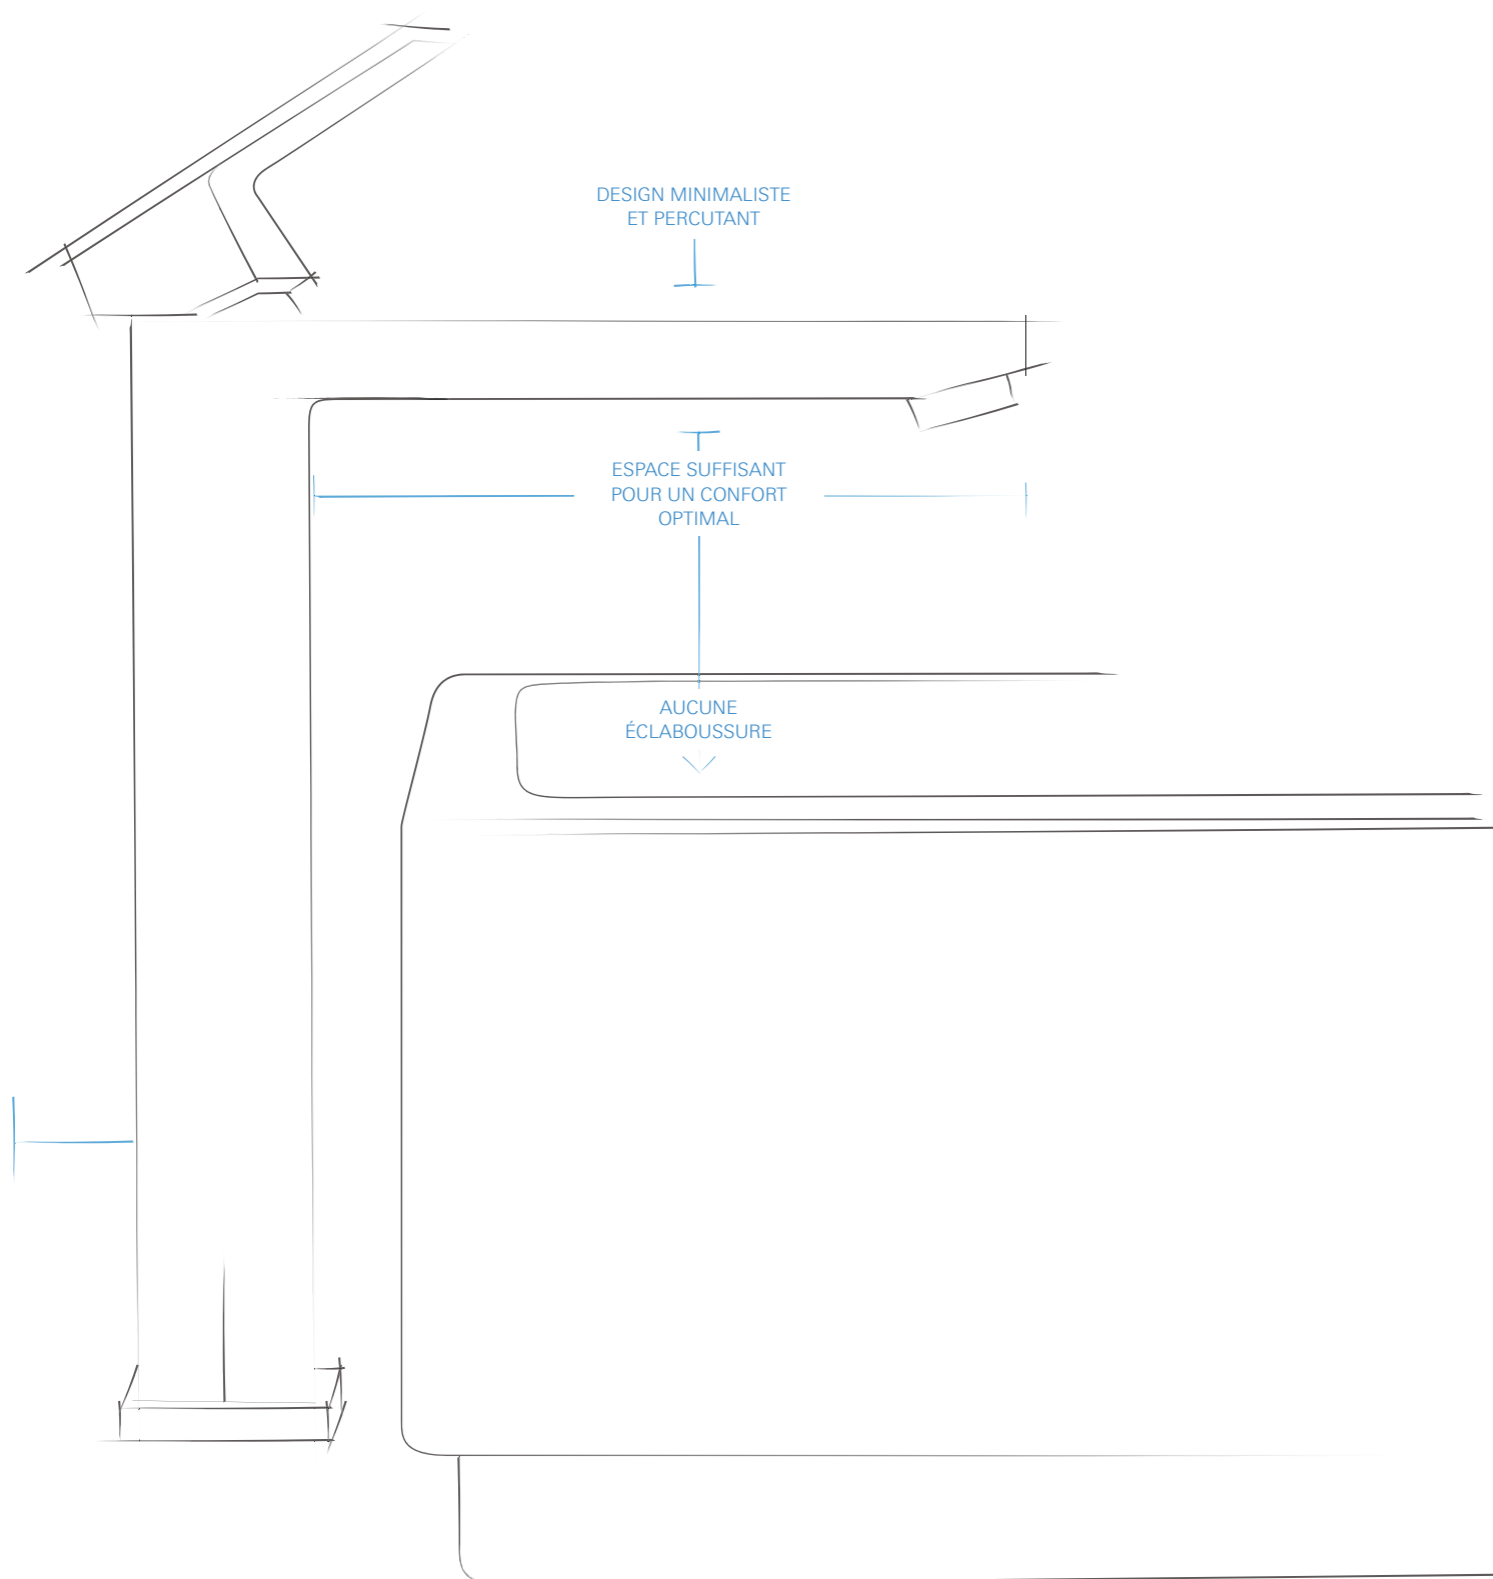 DESIGN MINIMALISTE
ET PERCUTANT
ESPACE SUFFISANT
POUR UN CONFORT
OPTIMAL
AUCUNE
ÉCLABOUSSURE